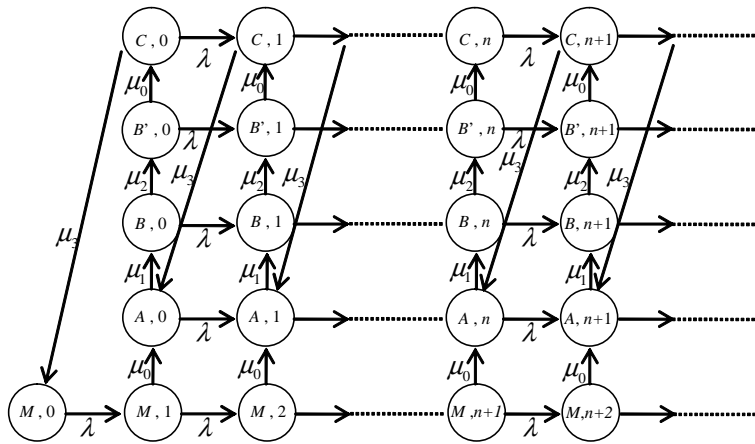 C , 0 λ C , 1 C , n λ C, n+1
μ0 μ0 μ0 μ0
B' , 0 λ B' , 1 B' , n λ B' , n+1
μ2 μ3 μ2 μ3 μ2 μ3 μ2 μ3
B , 0 λ B , 1 B , n λ B, n+1
μ3
μ1 μ1 μ1 μ1
A , 0 λ A , 1 A , n λ A, n+1
μ0 μ0 μ0 μ0
M , 0 λ M , 1 λ M , 2 M,n+1 λ M,n+2